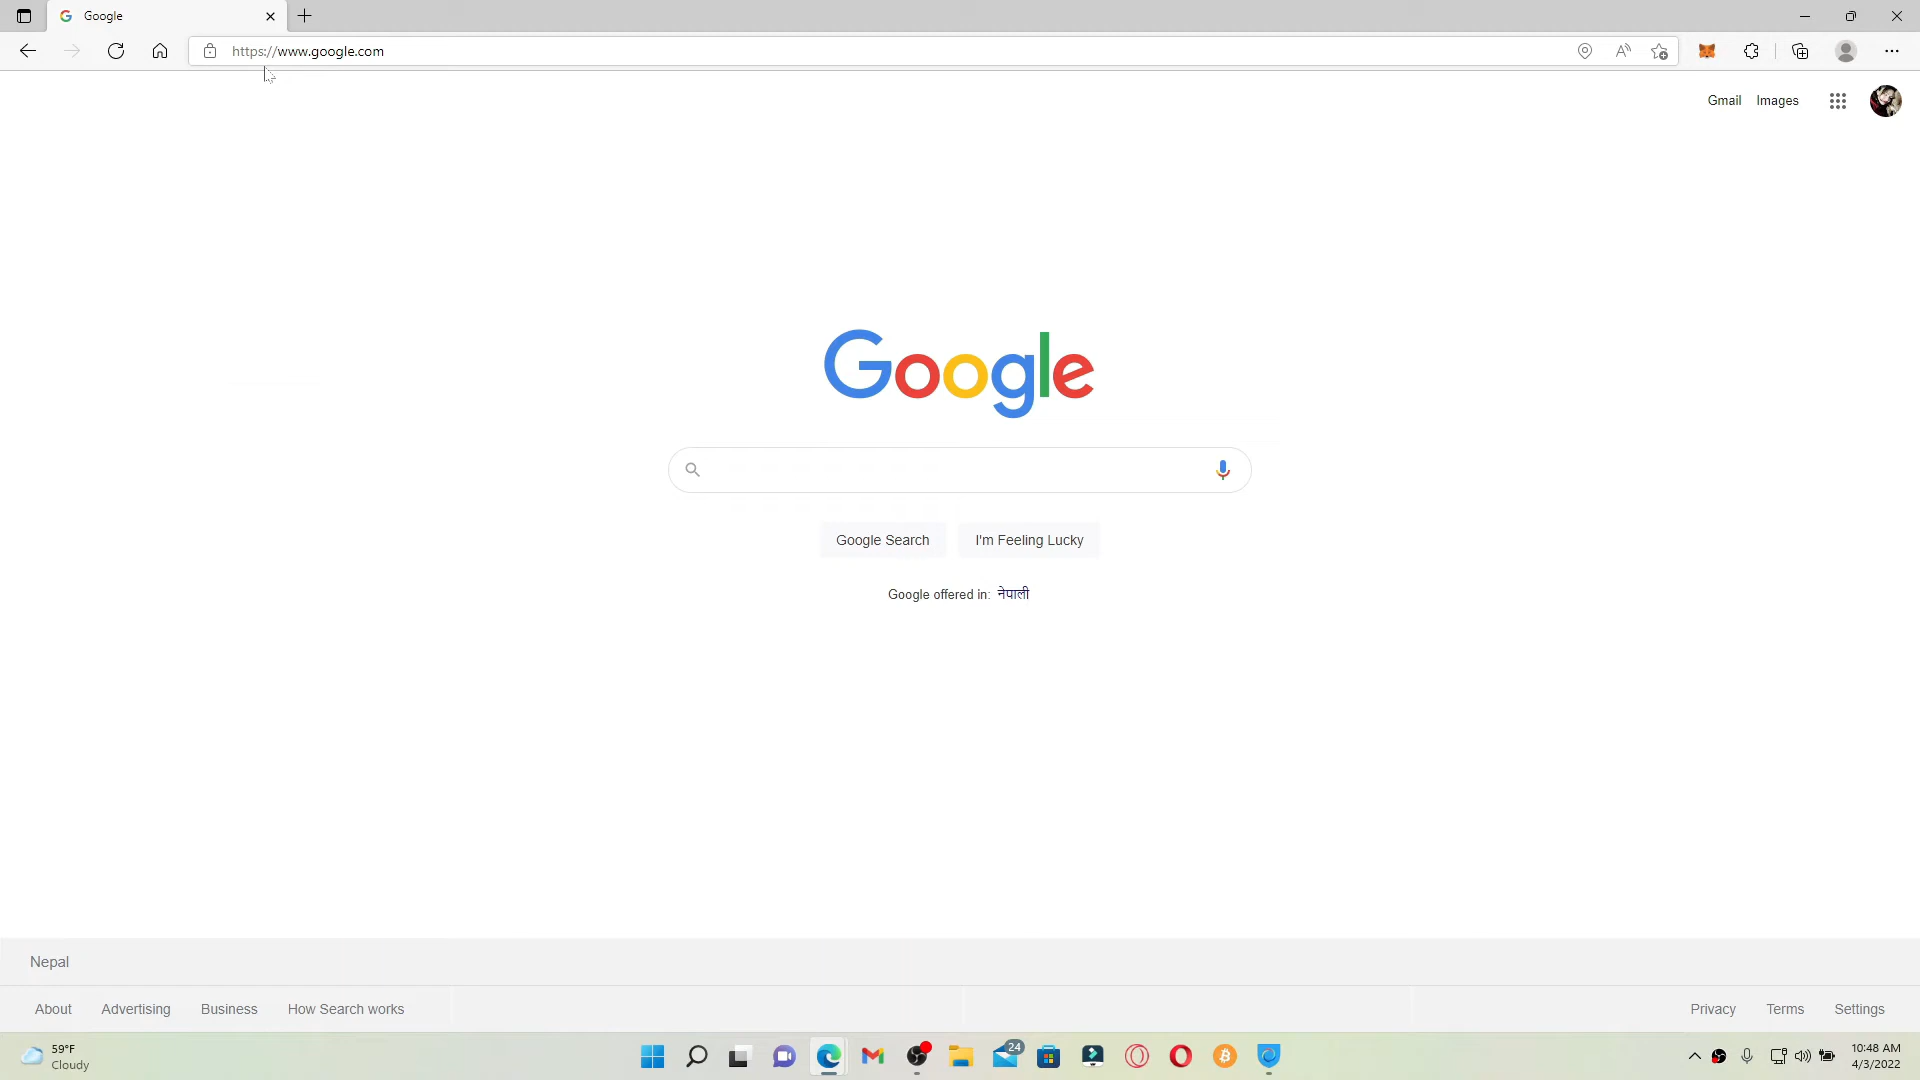 Google
https://www.google.com
Gmail Images
Google
Google Search I'm Feeling Lucky
Google offered in: नेपाली
Nepal
About Advertising Business How Search works Privacy Terms Settings
59°F
Cloudy
24
10:48 AM
4/3/2022